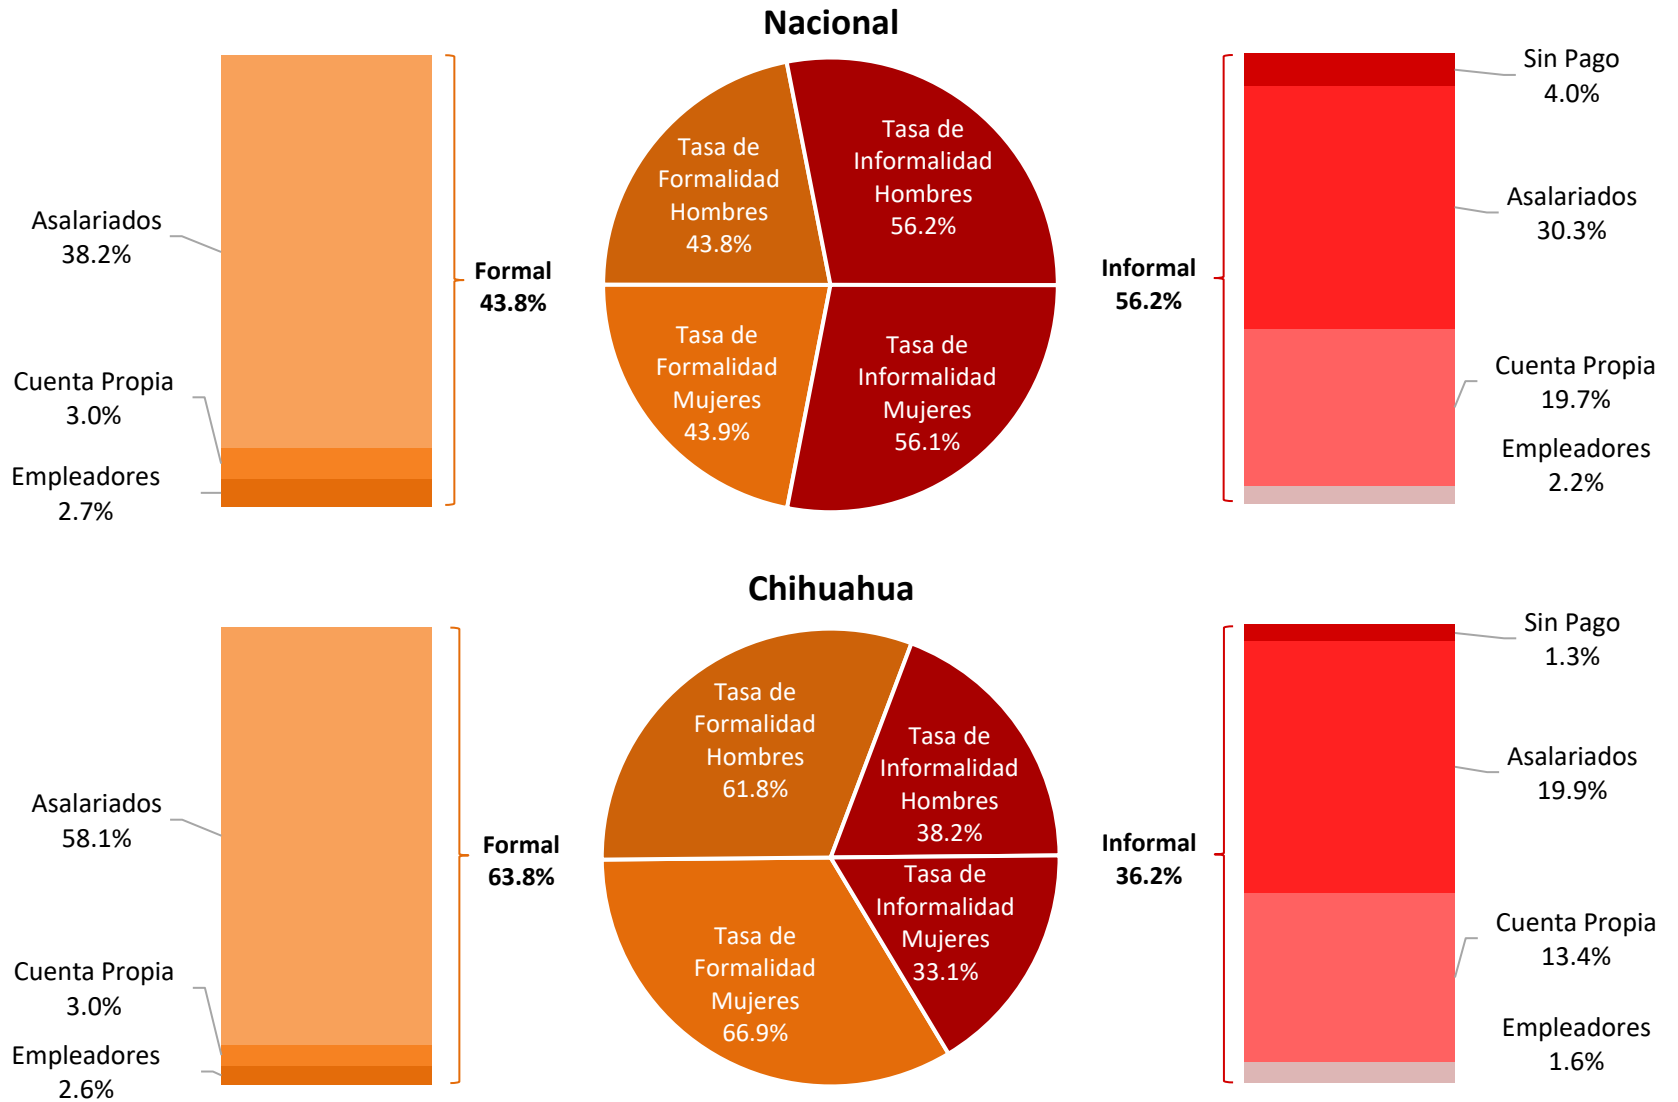 Nacional
Asalariados
38.2%
Cuenta Propia
3.0%
Empleadores
2.7%
Formal
43.8%
Tasa de
Formalidad
Hombres
43.8%
Tasa de
Informalidad
Hombres
56.2%
Tasa de
Formalidad
Mujeres
43.9%
Tasa de
Informalidad
Mujeres
56.1%
Informal
56.2%
Sin Pago
4.0%
Asalariados
30.3%
Cuenta Propia
19.7%
Empleadores
2.2%
Chihuahua
Asalariados
58.1%
Cuenta Propia
3.0%
Empleadores
2.6%
Formal
63.8%
Tasa de
Formalidad
Hombres
61.8%
Tasa de
Informalidad
Hombres
38.2%
Tasa de
Formalidad
Mujeres
66.9%
Tasa de
Informalidad
Mujeres
33.1%
Informal
36.2%
Sin Pago
1.3%
Asalariados
19.9%
Cuenta Propia
13.4%
Empleadores
1.6%